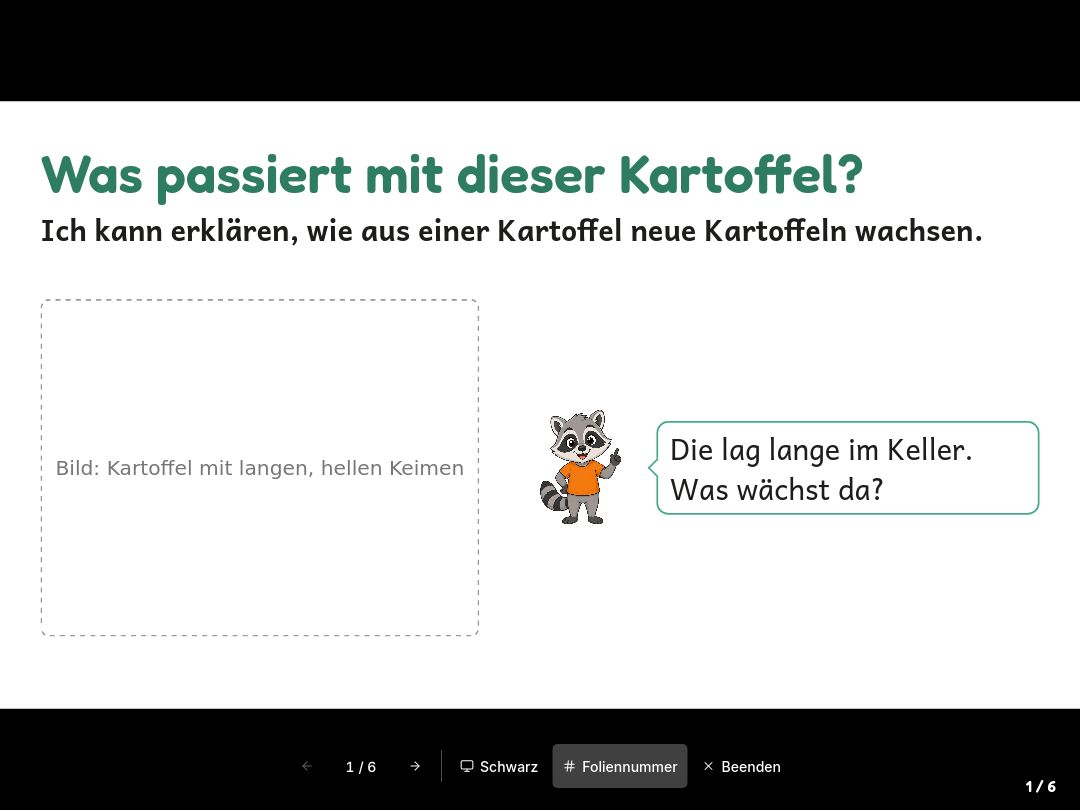 Was passiert mit dieser Kartoffel?
Ich kann erklären, wie aus einer Kartoffel neue Kartoffeln wachsen.
Bild: Kartoffel mit langen, hellen Keimen
Die lag lange im Keller.
Was wächst da?
1 / 6
Schwarz
Foliennummer
Beenden
1 / 6